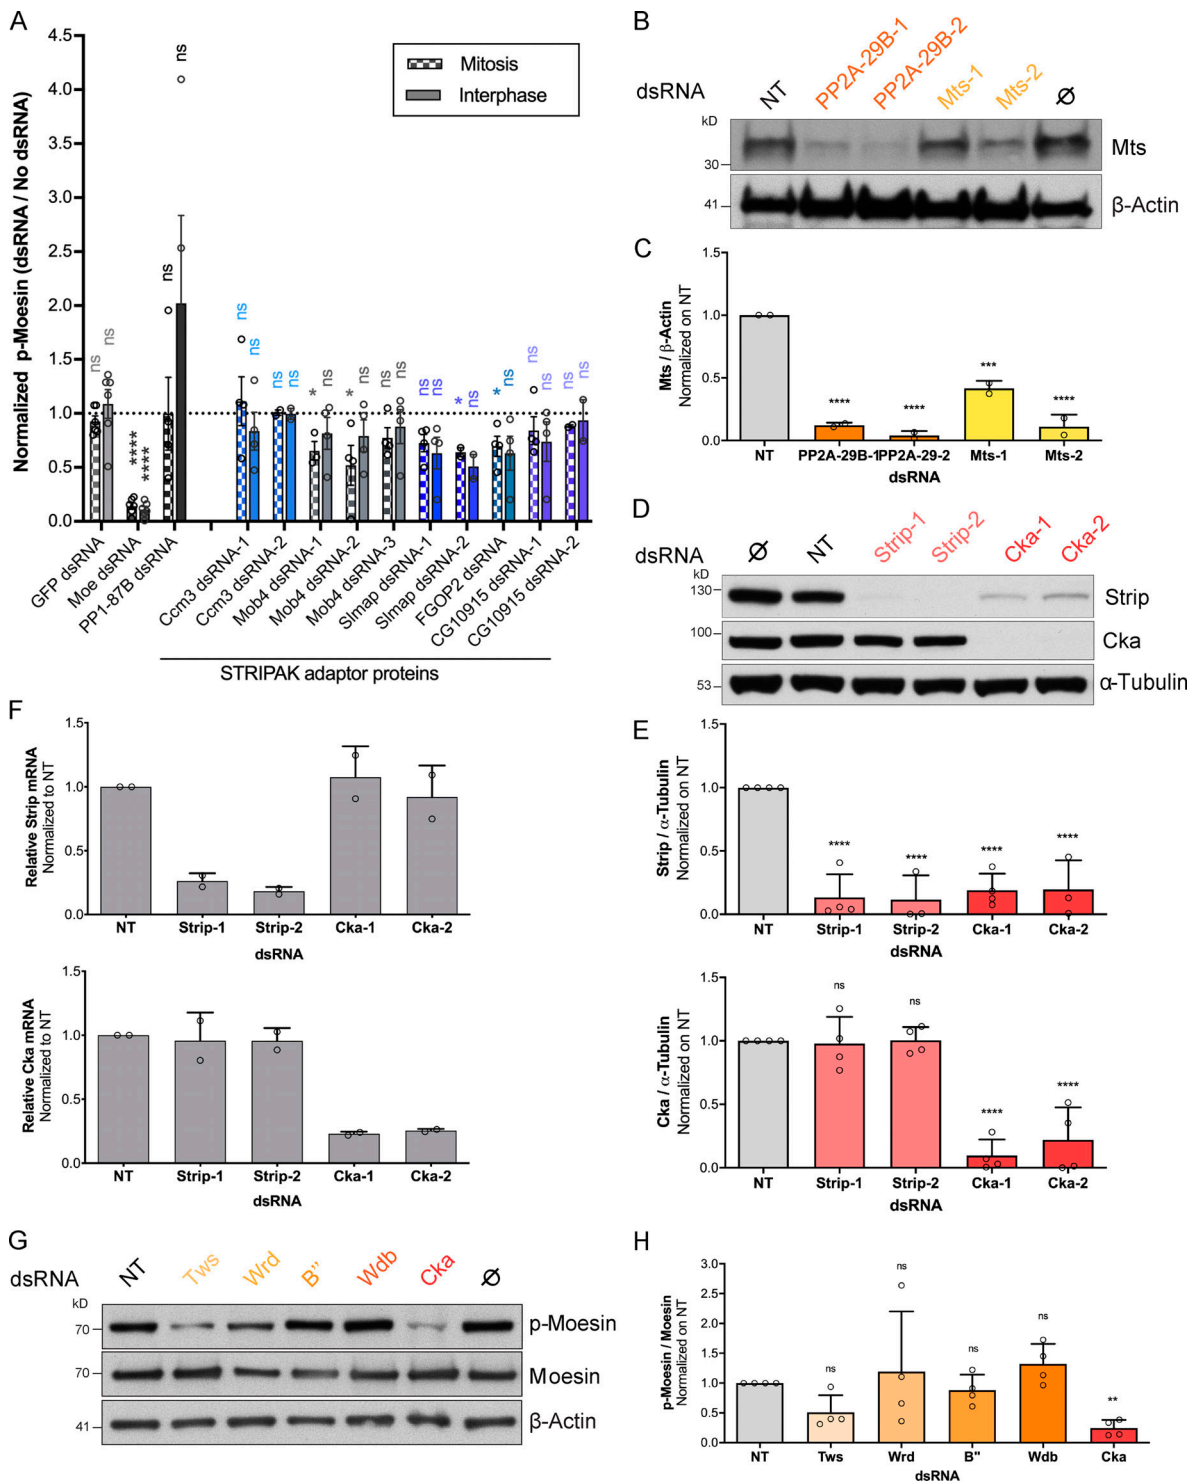 A
Normalized p-Moesin (dsRNA / No dsRNA)
4.5
4.0
3.5
3.0
2.5
2.0
1.5
1.0
0.5
0.0
Mitosis
Interphase
ns
ns
****
****
ns
ns
ns
ns
ns
ns
*
ns
*
ns
ns
ns
ns
ns
*
ns
*
ns
ns
ns
ns
ns
GFP dsRNA
Moe dsRNA
PP1-87B dsRNA
Ccm3 dsRNA-1
Ccm3 dsRNA-2
Mob4 dsRNA-1
Mob4 dsRNA-2
Mob4 dsRNA-3
Slmap dsRNA-1
Slmap dsRNA-2
FGOP2 dsRNA
CG10915 dsRNA-1
CG10915 dsRNA-2
STRIPAK adaptor proteins
B
dsRNA NT PP2A-29B-1 PP2A-29B-2 Mts-1 Mts-2 Ø
kD
30
Mts
41
β-Actin
C
Mts / β-Actin
Normalized on NT
1.5
1.0
0.5
0.0
**** **** *** ****
NT PP2A-29B-1 PP2A-29-2 Mts-1 Mts-2
dsRNA
D
dsRNA Ø NT Strip-1 Strip-2 Cka-1 Cka-2
kD
130
Strip
100
Cka
53
α-Tubulin
E
Strip / α-Tubulin
Normalized on NT
1.5
1.0
0.5
0.0
**** **** **** ****
NT Strip-1 Strip-2 Cka-1 Cka-2
dsRNA
Cka / α-Tubulin
Normalized on NT
1.5
1.0
0.5
0.0
ns ns **** ****
NT Strip-1 Strip-2 Cka-1 Cka-2
dsRNA
F
Relative Strip mRNA
Normalized to NT
1.5
1.0
0.5
0.0
NT Strip-1 Strip-2 Cka-1 Cka-2
dsRNA
Relative Cka mRNA
Normalized to NT
1.5
1.0
0.5
0.0
NT Strip-1 Strip-2 Cka-1 Cka-2
dsRNA
G
dsRNA NT Tws Wrd B" Wdb Cka Ø
kD
70
p-Moesin
70
Moesin
41
β-Actin
H
p-Moesin / Moesin
Normalized on NT
3.0
2.5
2.0
1.5
1.0
0.5
0.0
ns ns ns ns **
NT Tws Wrd B" Wdb Cka
dsRNA